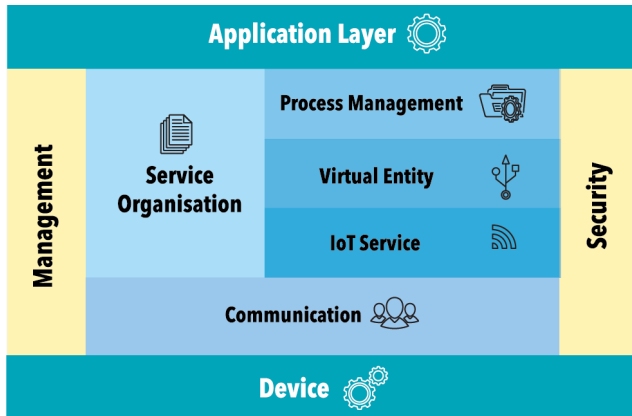 Application Layer
Management
Service
Organisation
Process Management
Virtual Entity
IoT Service
Security
Communication
Device